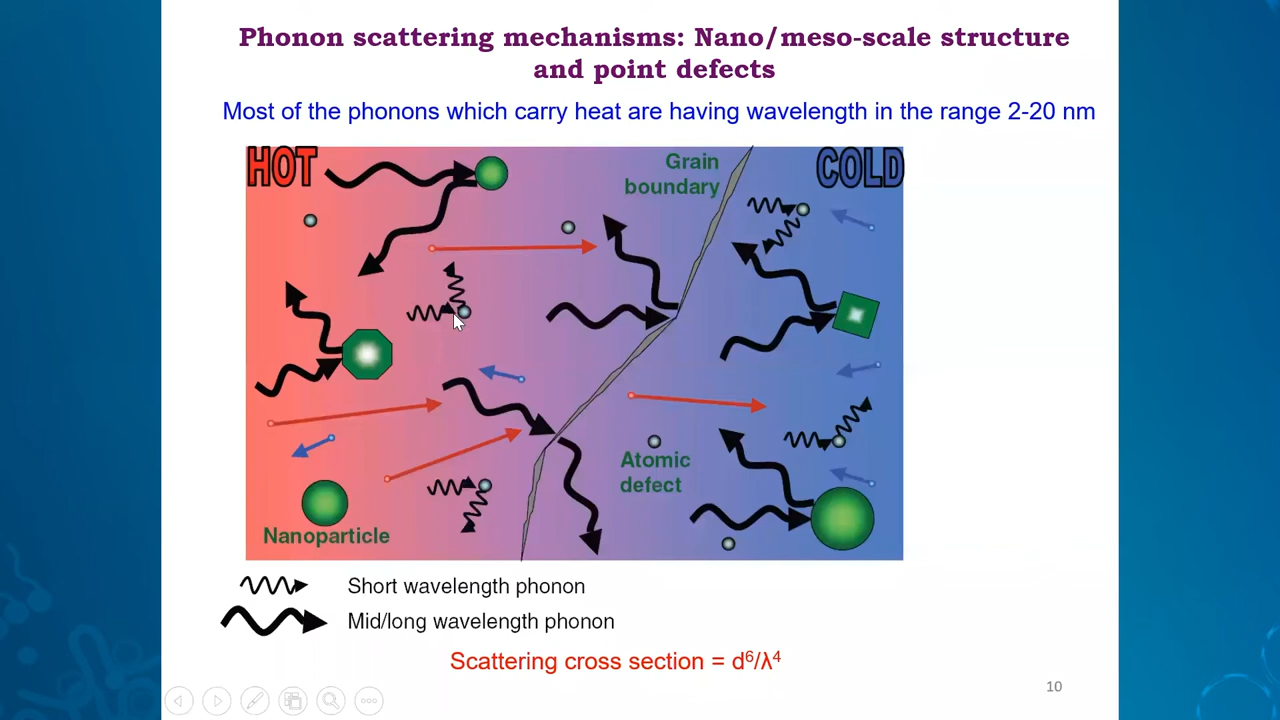 Phonon scattering mechanisms: Nano/meso-scale structure
and point defects
Most of the phonons which carry heat are having wavelength in the range 2-20 nm
HOT
Grain
boundary
COLD
Atomic
defect
Nanoparticle
Short wavelength phonon
Mid/long wavelength phonon
Scattering cross section = d⁶/λ⁴
10